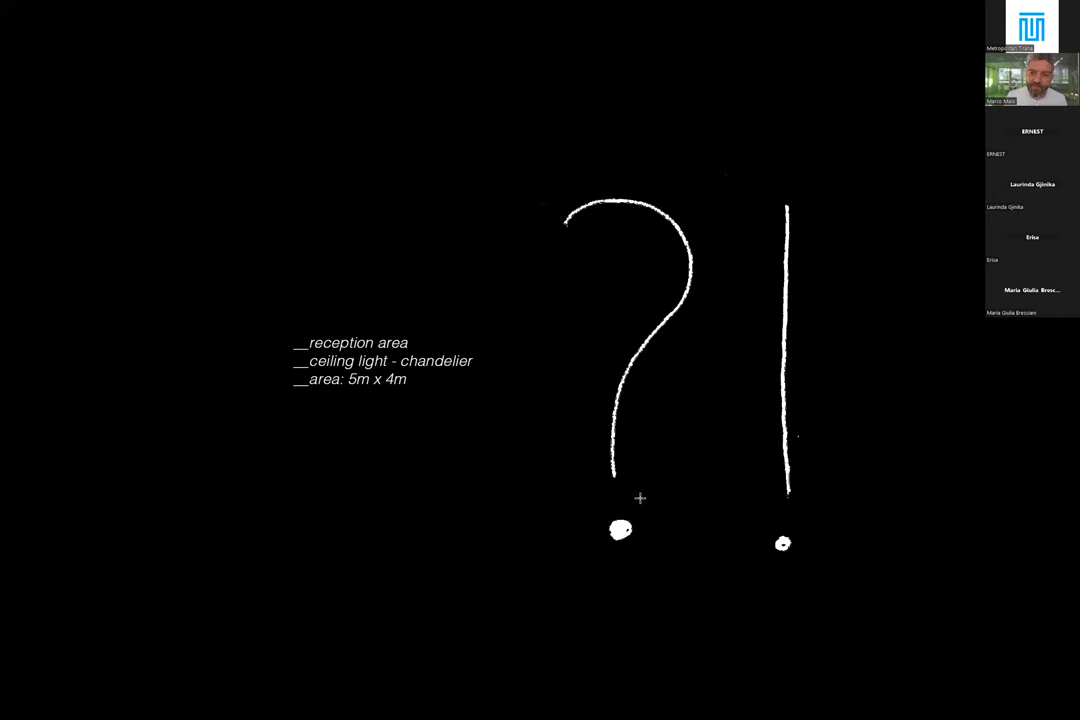 __reception area
__ceiling light - chandelier
__area: 5m x 4m
?!
Metropolitan Tirana
Marco Malo
ERNEST
ERNEST
Laurinda Gjinika
Laurinda Gjinika
Erisa
Erisa
Maria Giulia Bresc...
Maria Giulia Bresciani